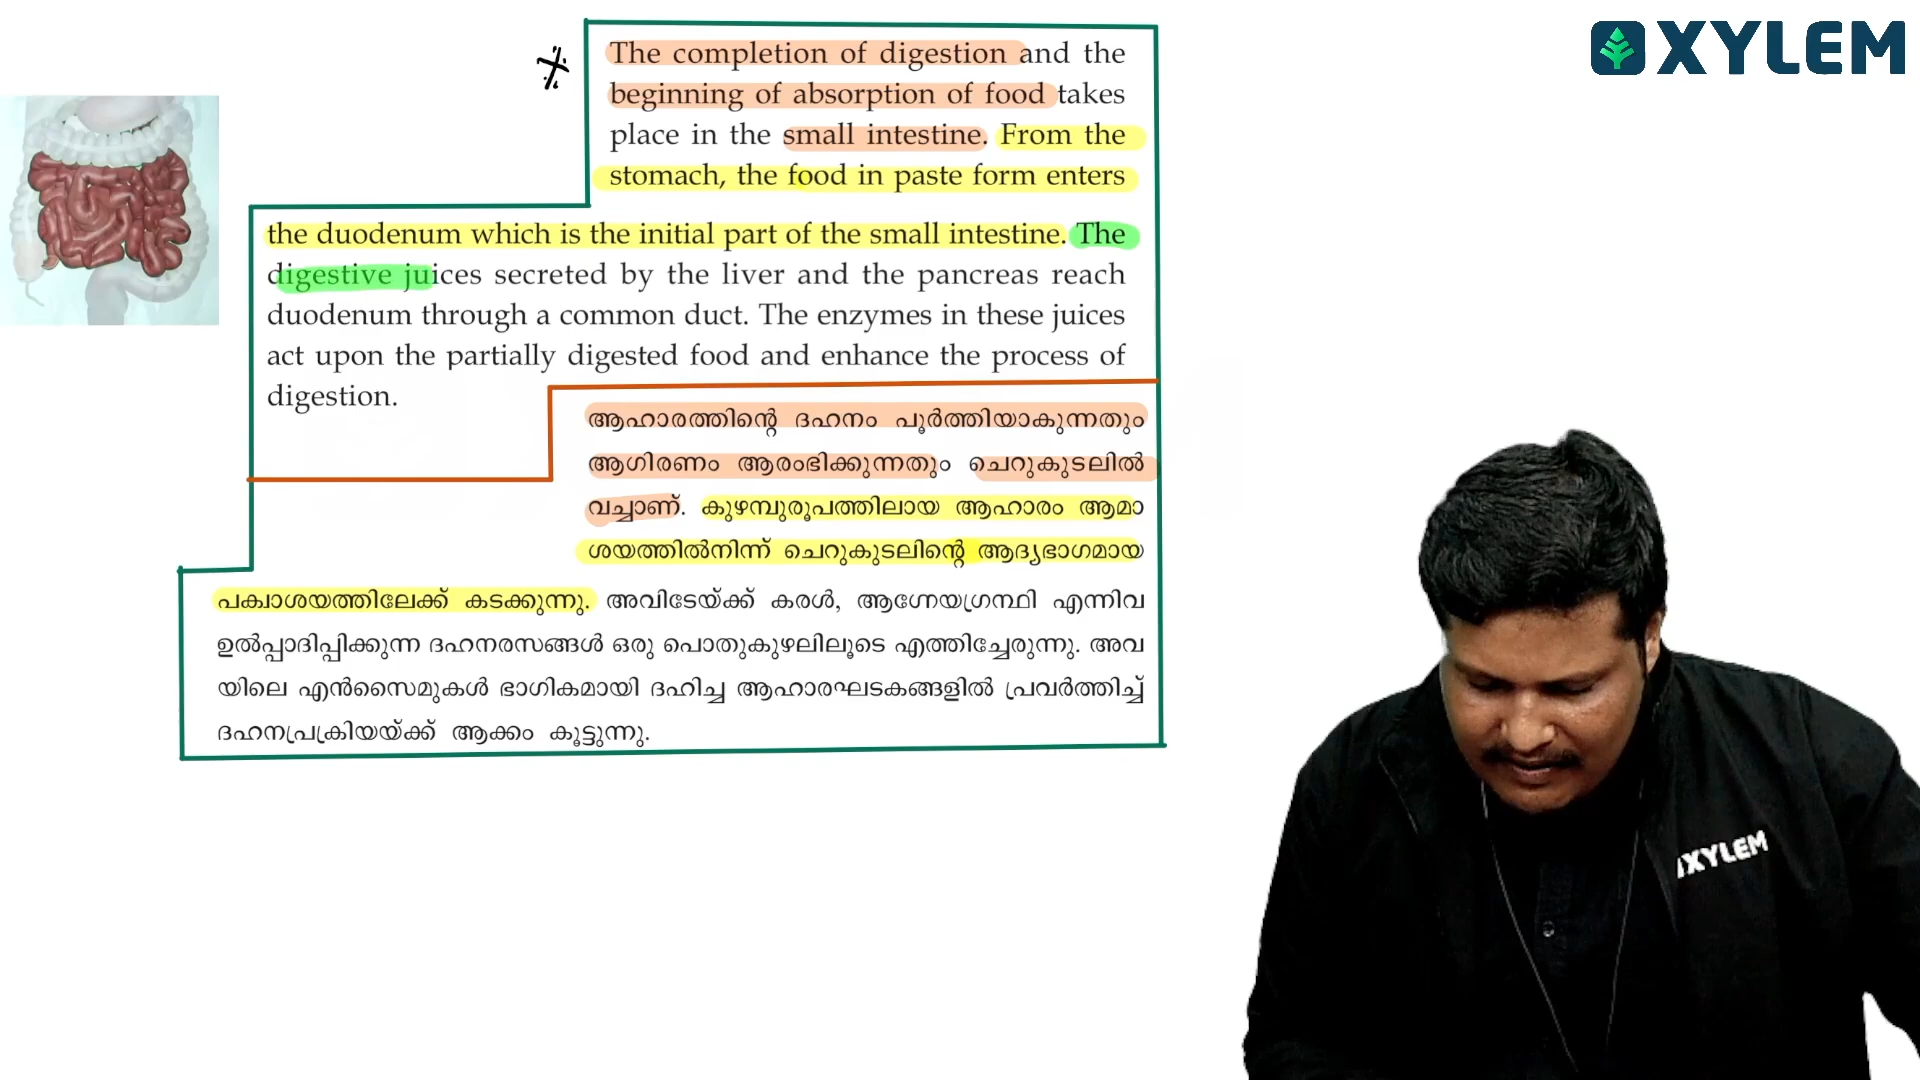 XYLEM
The completion of digestion and the
beginning of absorption of food takes
place in the small intestine. From the
stomach, the food in paste form enters
the duodenum which is the initial part of the small intestine. The
digestive juices secreted by the liver and the pancreas reach
duodenum through a common duct. The enzymes in these juices
act upon the partially digested food and enhance the process of
digestion.
ആഹാരത്തിന്റെ ദഹനം പൂർത്തിയാകുന്നതും
ആഗിരണം ആരംഭിക്കുന്നതും ചെറുകുടലിൽ
വച്ചാണ്. കുഴമ്പുരൂപത്തിലായ ആഹാരം ആമാ
ശയത്തിൽനിന്ന് ചെറുകുടലിന്റെ ആദ്യഭാഗമായ
പക്വാശയത്തിലേക്ക് കടക്കുന്നു. അവിടേയ്ക്ക് കരൾ, ആഗ്നേയഗ്രന്ഥി എന്നിവ
ഉൽപ്പാദിപ്പിക്കുന്ന ദഹനരസങ്ങൾ ഒരു പൊതുകുഴലിലൂടെ എത്തിച്ചേരുന്നു. അവ
യിലെ എൻസൈമുകൾ ഭാഗികമായി ദഹിച്ച ആഹാരഘടകങ്ങളിൽ പ്രവർത്തിച്ച്
ദഹനപ്രക്രിയയ്ക്ക് ആക്കം കൂട്ടുന്നു.
XYLEM